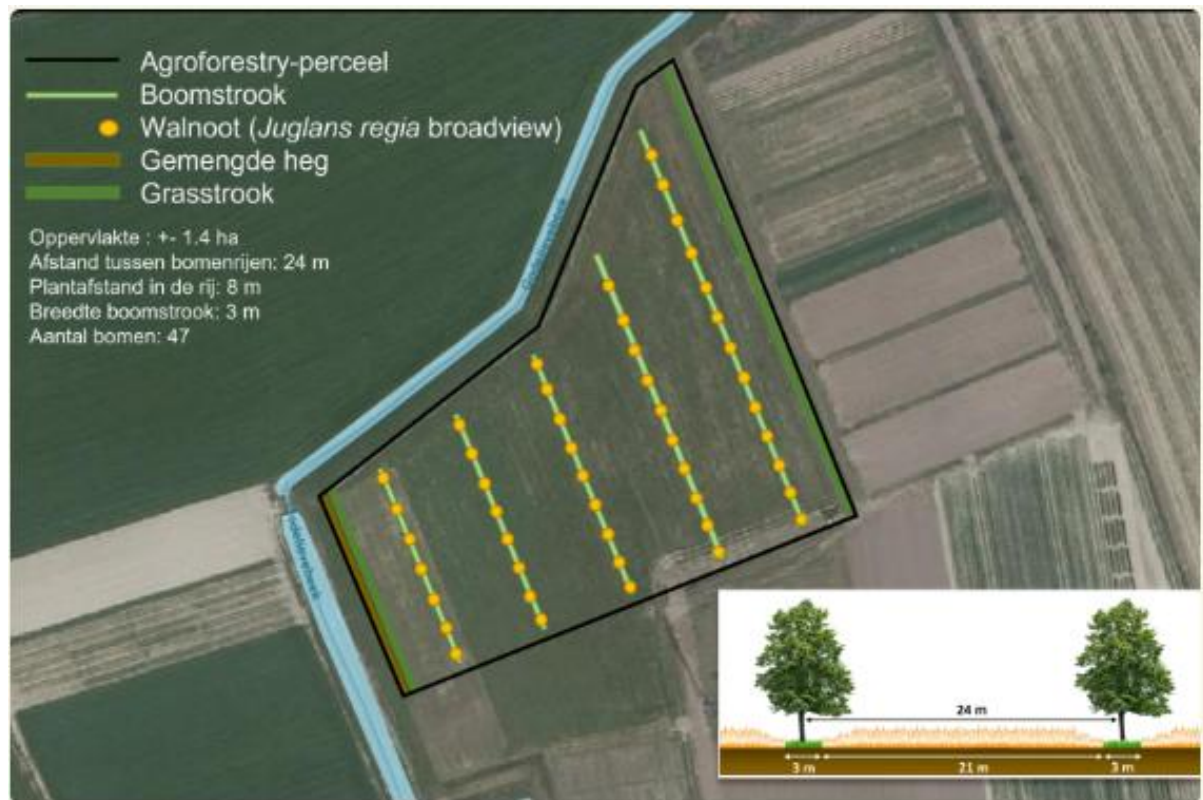 Agroforestry-perceel
Boomstrook
Walnoot (Juglans regia broadview)
Gemengde heg
Grasstrook
Oppervlakte : +- 1.4 ha
Afstand tussen bomenrijen: 24 m
Plantafstand in de rij: 8 m
Breedte boomstrook: 3 m
Aantal bomen: 47
24 m
3 m
21 m
3 m